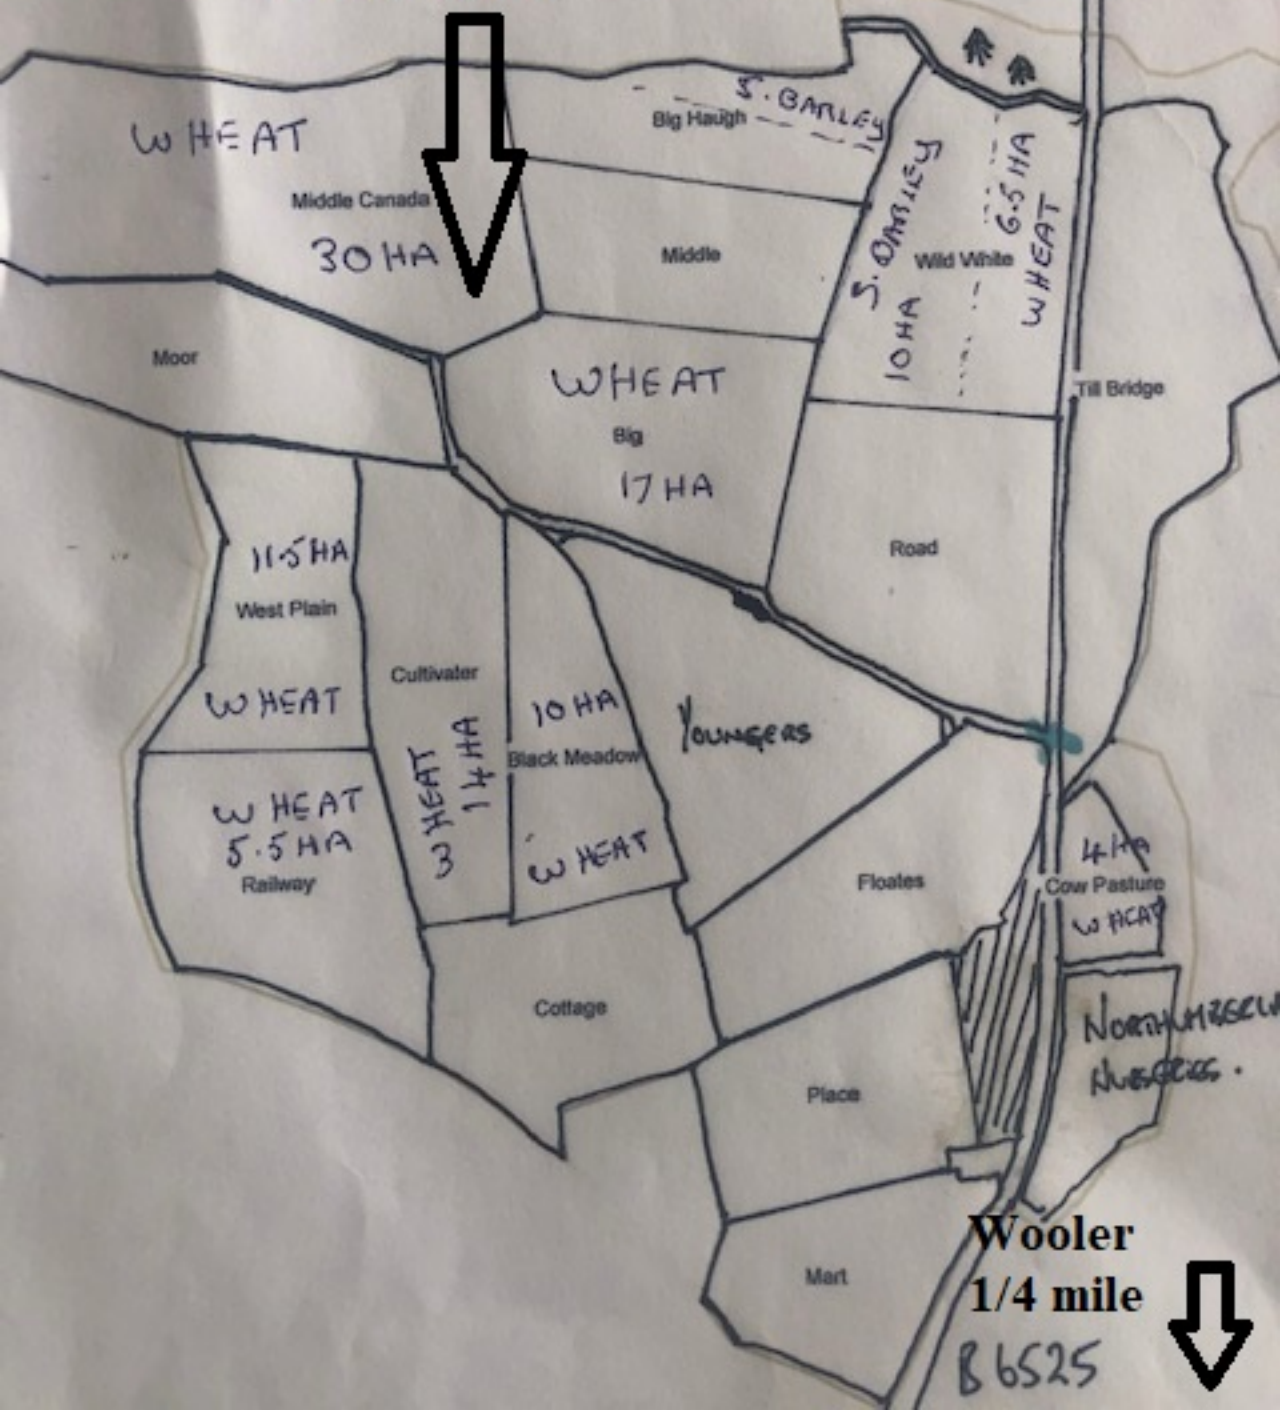 S. BARLEY
Big Haugh
WHEAT
Middle Canada
30 HA
Middle
S. BARLEY
10 HA
Wild White
6.5 HA
WHEAT
Moor
WHEAT
Big
17 HA
Till Bridge
Road
11.5 HA
West Plain
WHEAT
Cultivater
WHEAT
14 HA
10 HA
Black Meadow
WHEAT
YOUNGERS
WHEAT
5.5 HA
Railway
Floates
4 HA
Cow Pasture
WHEAT
Cottage
Place
Mart
Wooler
1/4 mile
B6525